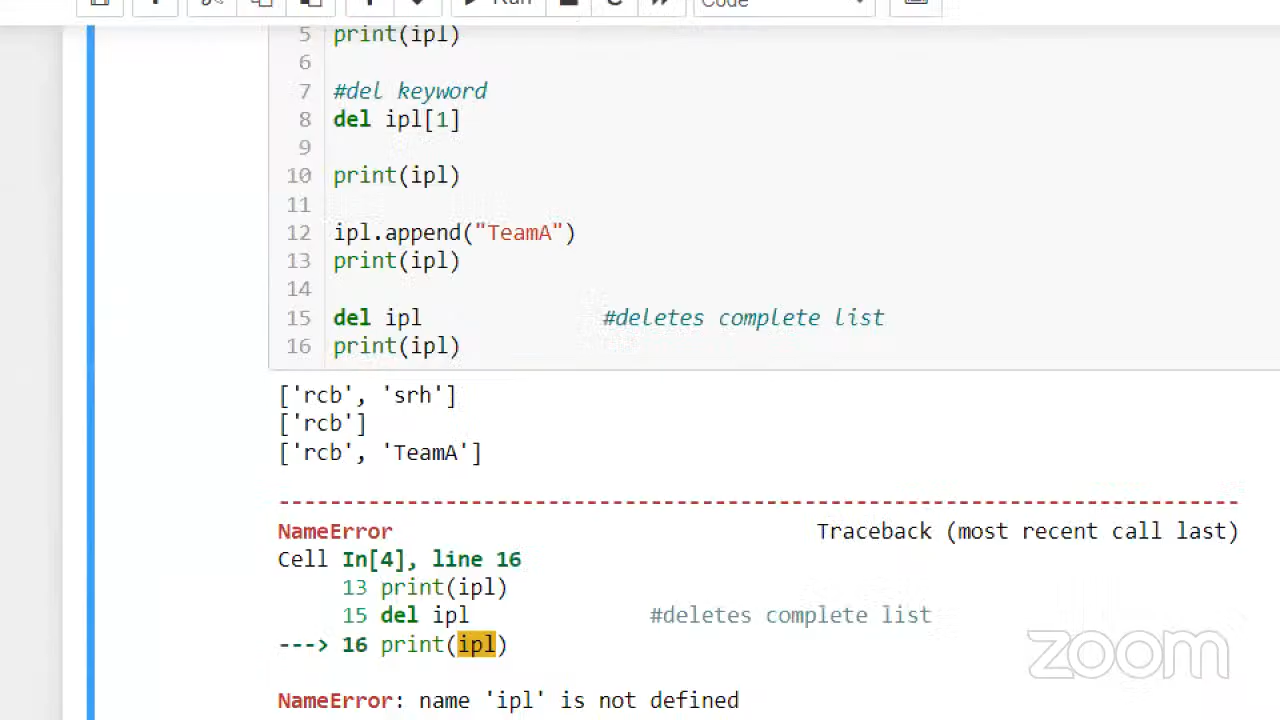 Run Code
5 print(ipl)
6
7 #del keyword
8 del ipl[1]
9
10 print(ipl)
11
12 ipl.append("TeamA")
13 print(ipl)
14
15 del ipl #deletes complete list
16 print(ipl)
['rcb', 'srh']
['rcb']
['rcb', 'TeamA']
--------------------------------------------------------------------------
NameError Traceback (most recent call last)
Cell In[4], line 16
13 print(ipl)
15 del ipl #deletes complete list
---> 16 print(ipl)
NameError: name 'ipl' is not defined
zoom